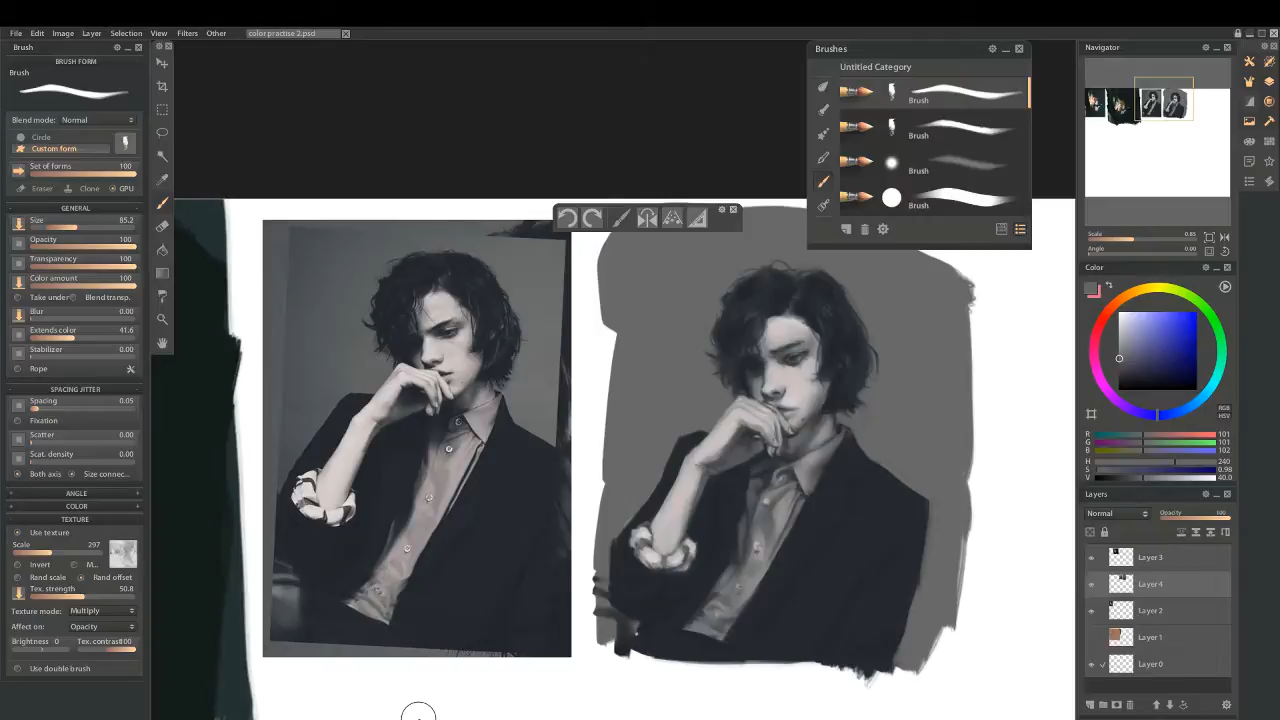 File Edit Image Layer Selection View Filters Other color practise 2.psd
Brush
BRUSH FORM
Brush
Blend mode: Normal
Circle
Custom form
Set of forms 100
Eraser Clone GPU
GENERAL
Size 85.2
Opacity 100
Transparency 100
Color amount 100
Take under Blend transp.
Blur 0.00
Extends color 41.6
Stabilizer 0.00
Rope
SPACING JITTER
Spacing 0.05
Fixation
Scatter 0.00
Scat. density 0.00
Both axis Size connec...
ANGLE
COLOR
TEXTURE
Use texture
Scale 297
Invert M...
Rand scale Rand offset
Tex. strength 50.8
Texture mode: Multiply
Affect on: Opacity
Brightness 0 Tex. contrast 100
Use double brush
Brushes
Untitled Category
Brush
Brush
Brush
Brush
Navigator
Scale 0.85
Angle 0.00
Color
RGB
HSV
R 101
G 101
B 102
H 240
S 0.98
V 40.0
Layers
Normal Opacity 100
Layer 3
Layer 4
Layer 2
Layer 1
Layer 0